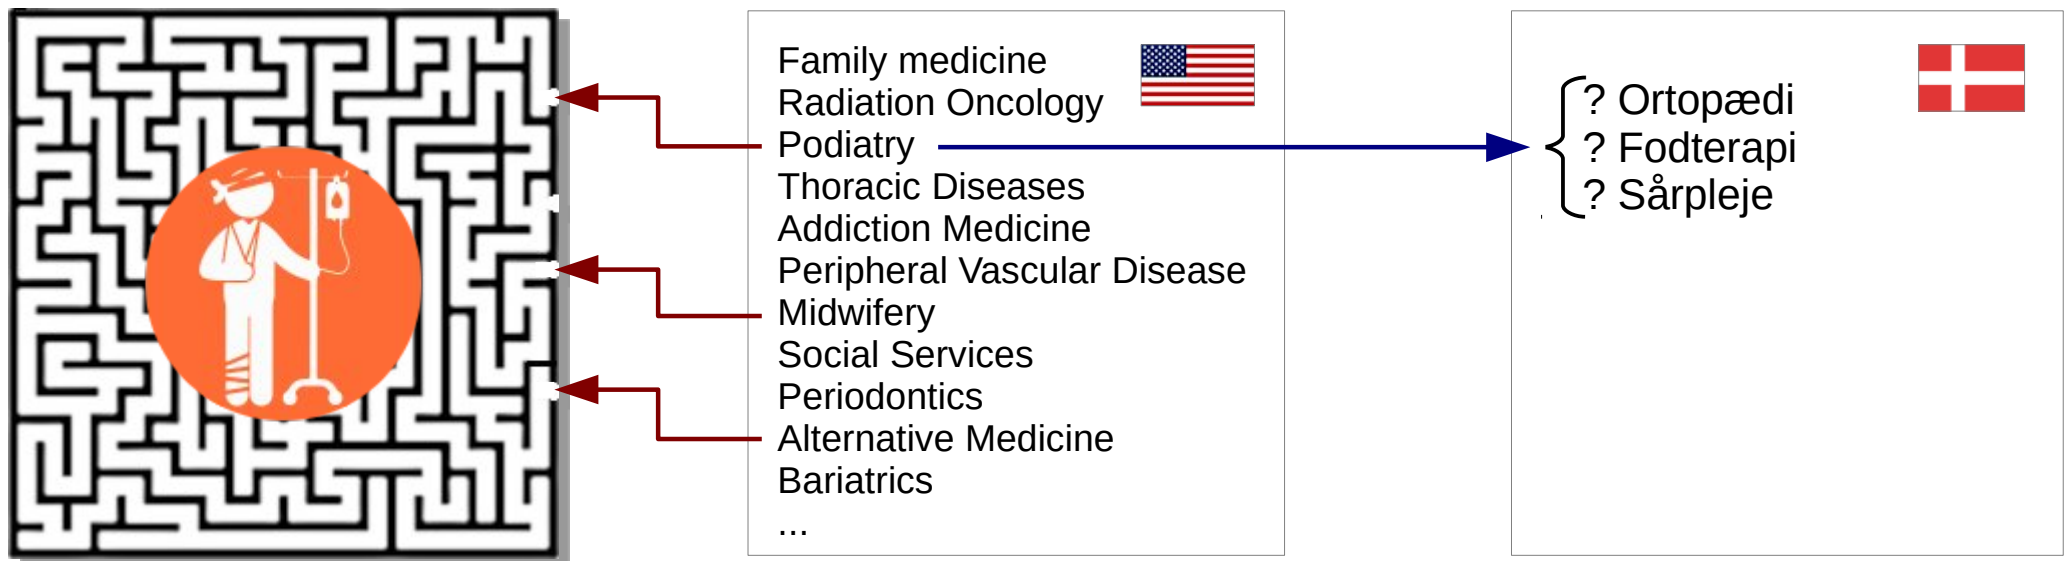 Family medicine
Radiation Oncology
Podiatry
Thoracic Diseases
Addiction Medicine
Peripheral Vascular Disease
Midwifery
Social Services
Periodontics
Alternative Medicine
Bariatrics
...
? Ortopædi
? Fodterapi
? Sårpleje